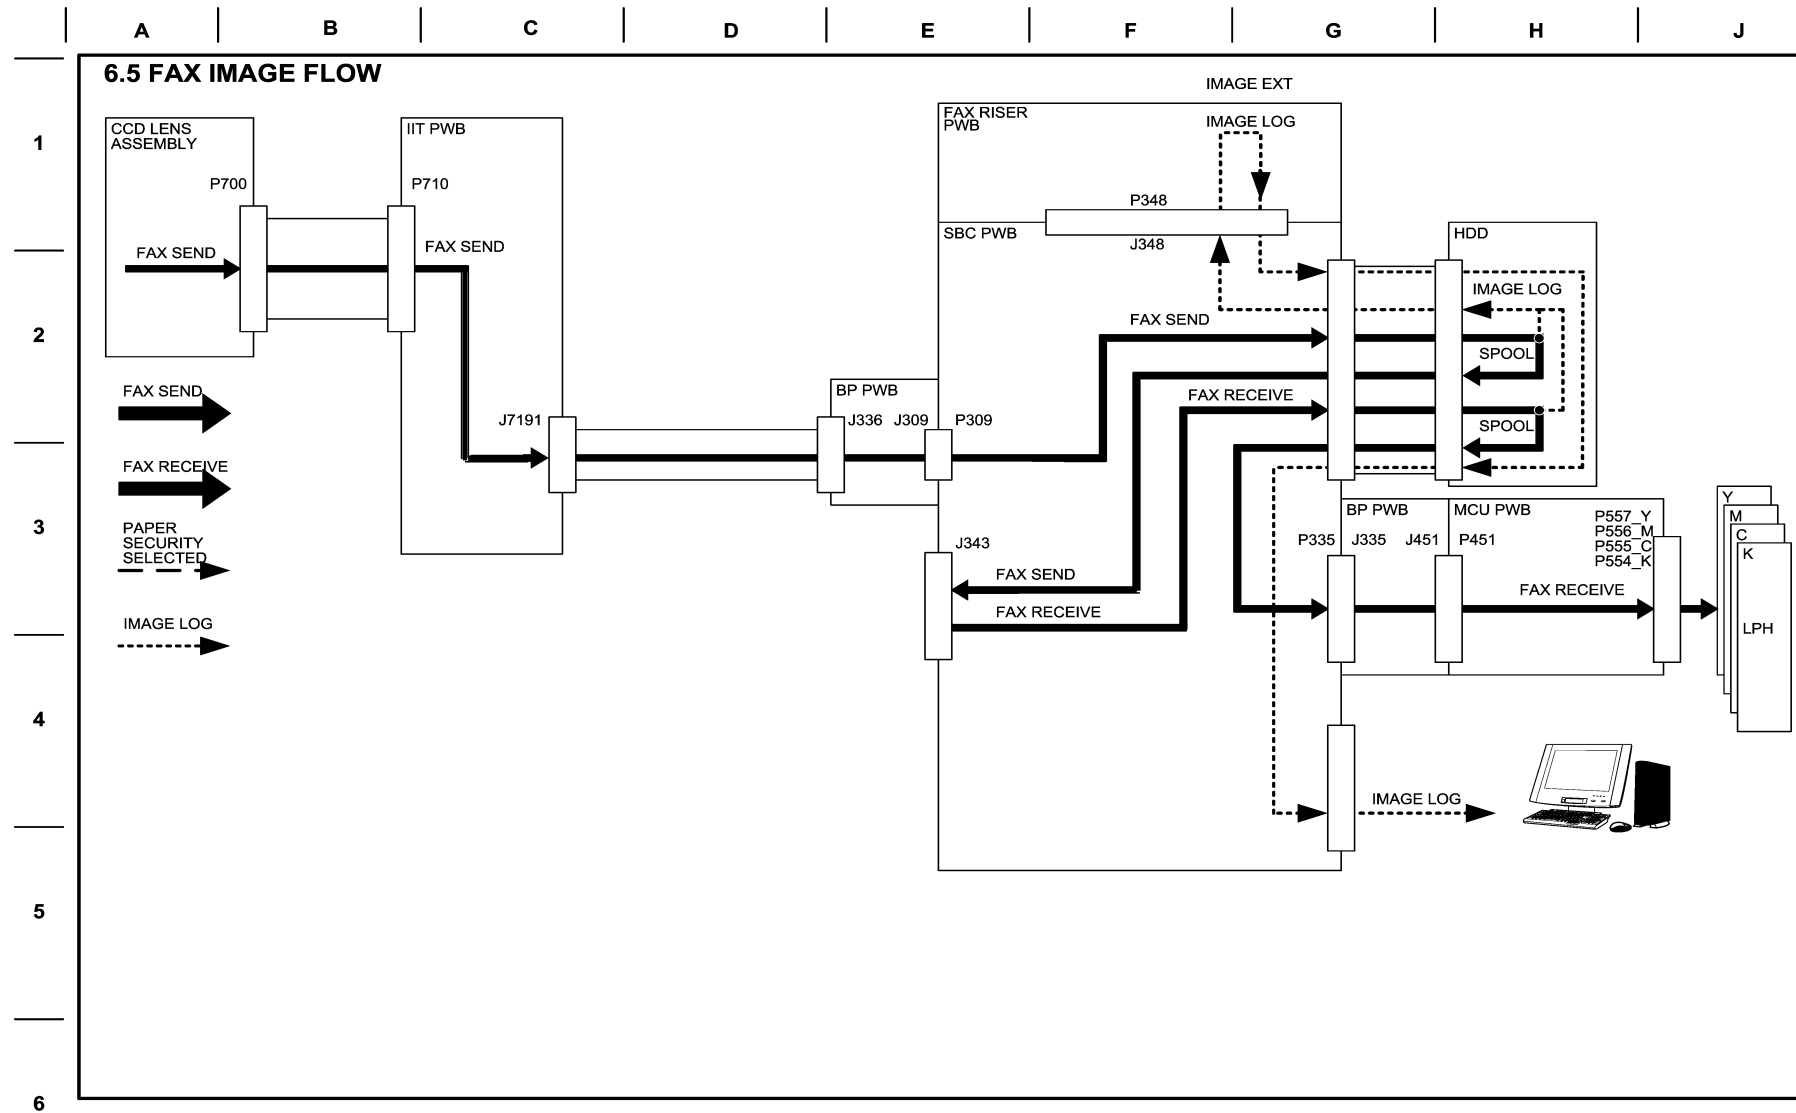 A B C D E F G H J
6.5 FAX IMAGE FLOW
IMAGE EXT
1
CCD LENS
ASSEMBLY
IIT PWB
FAX RISER
PWB
IMAGE LOG
P700
P710
P348
SBC PWB
J348
HDD
FAX SEND
FAX SEND
IMAGE LOG
2
FAX SEND
SPOOL
FAX SEND
BP PWB
FAX RECEIVE
J7191
J336
J309
P309
SPOOL
FAX RECEIVE
3
PAPER
SECURITY
SELECTED
J343
BP PWB
MCU PWB
P335
J335
J451
P451
P557_Y
P556_M
P555_C
P554_K
Y
M
C
K
FAX SEND
FAX RECEIVE
FAX RECEIVE
IMAGE LOG
LPH
4
IMAGE LOG
5
6